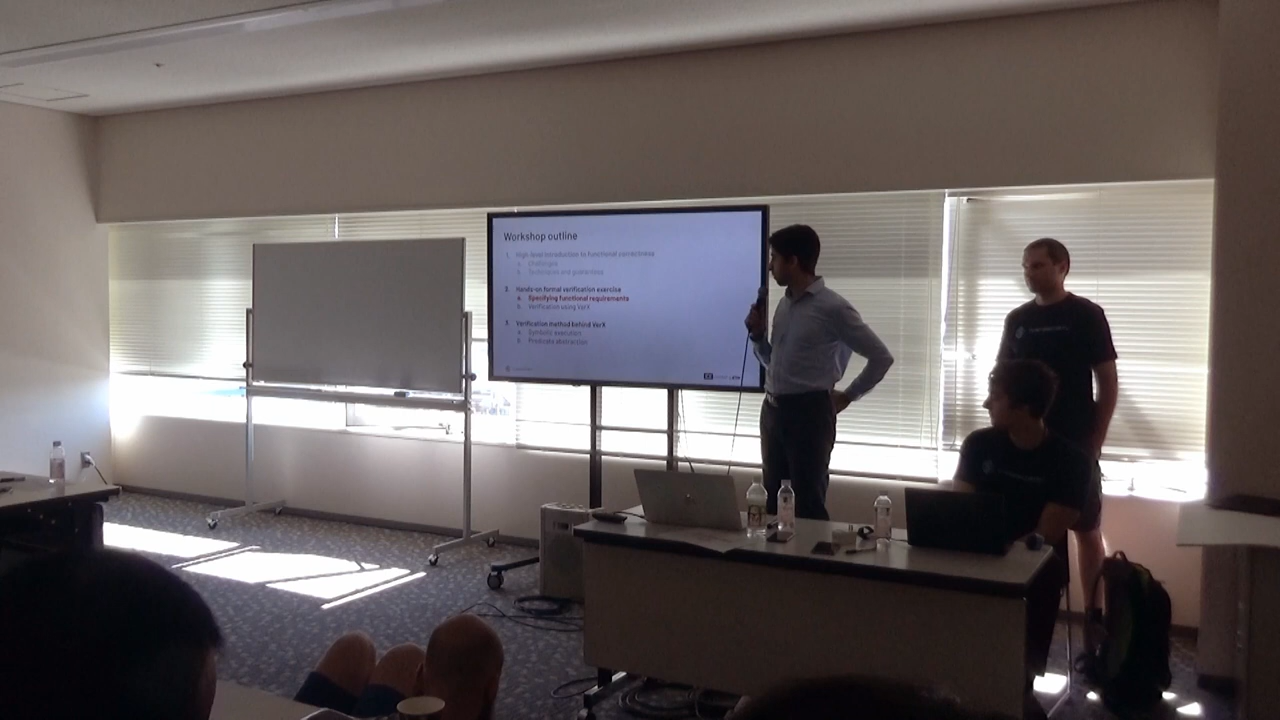 Workshop outline
1. High-level introduction to functional correctness
a. Challenges
b. Techniques and guarantees
2. Hands-on formal verification exercise
a. Specifying functional requirements
b. Verification using VerX
3. Verification method behind VerX
a. Symbolic execution
b. Predicate abstraction